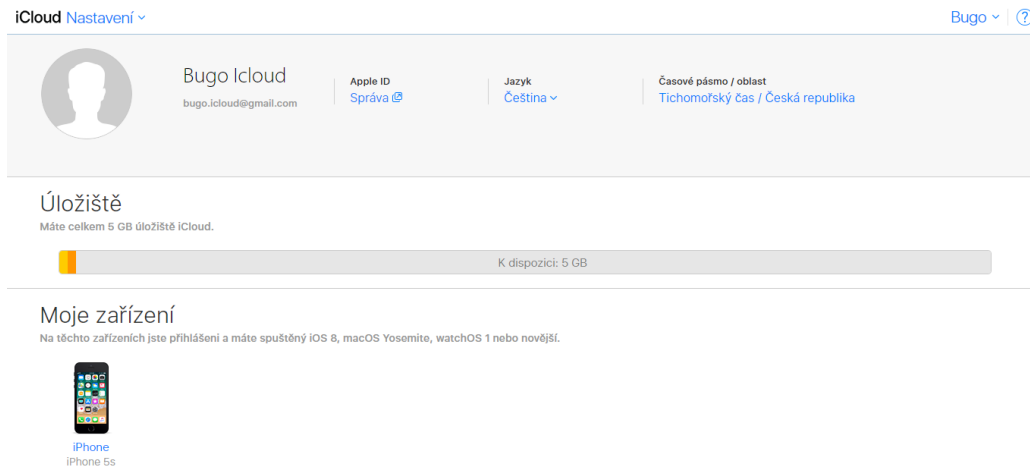 iCloud Nastavení
Bugo
?
Bugo Icloud
bugo.icloud@gmail.com
Apple ID
Správa
Jazyk
Čeština
Časové pásmo / oblast
Tichomořský čas / Česká republika
Úložiště
Máte celkem 5 GB úložiště iCloud.
K dispozici: 5 GB
Moje zařízení
Na těchto zařízeních jste přihlášeni a máte spuštěný iOS 8, macOS Yosemite, watchOS 1 nebo novější.
iPhone
iPhone 5s